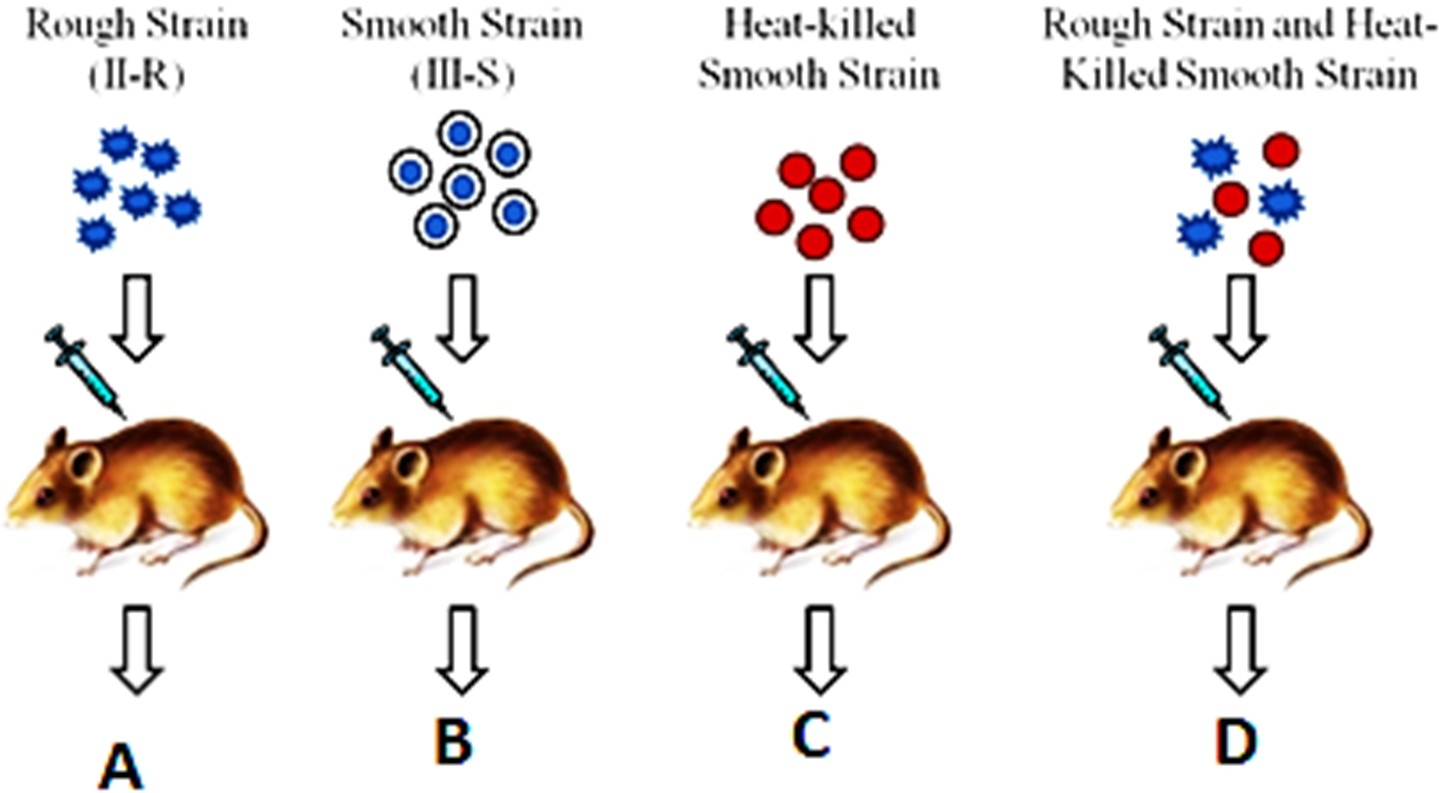 Rough Strain
(II-R)
Smooth Strain
(III-S)
Heat-killed
Smooth Strain
Rough Strain and Heat-
Killed Smooth Strain
A
B
C
D